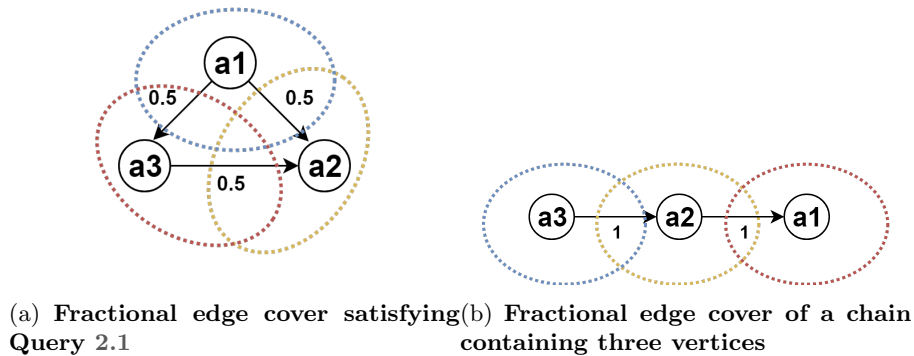 a1
0.5
0.5
a3
a2
0.5
a3
a2
a1
1
1
(a) Fractional edge cover satisfying
Query 2.1
(b) Fractional edge cover of a chain
containing three vertices